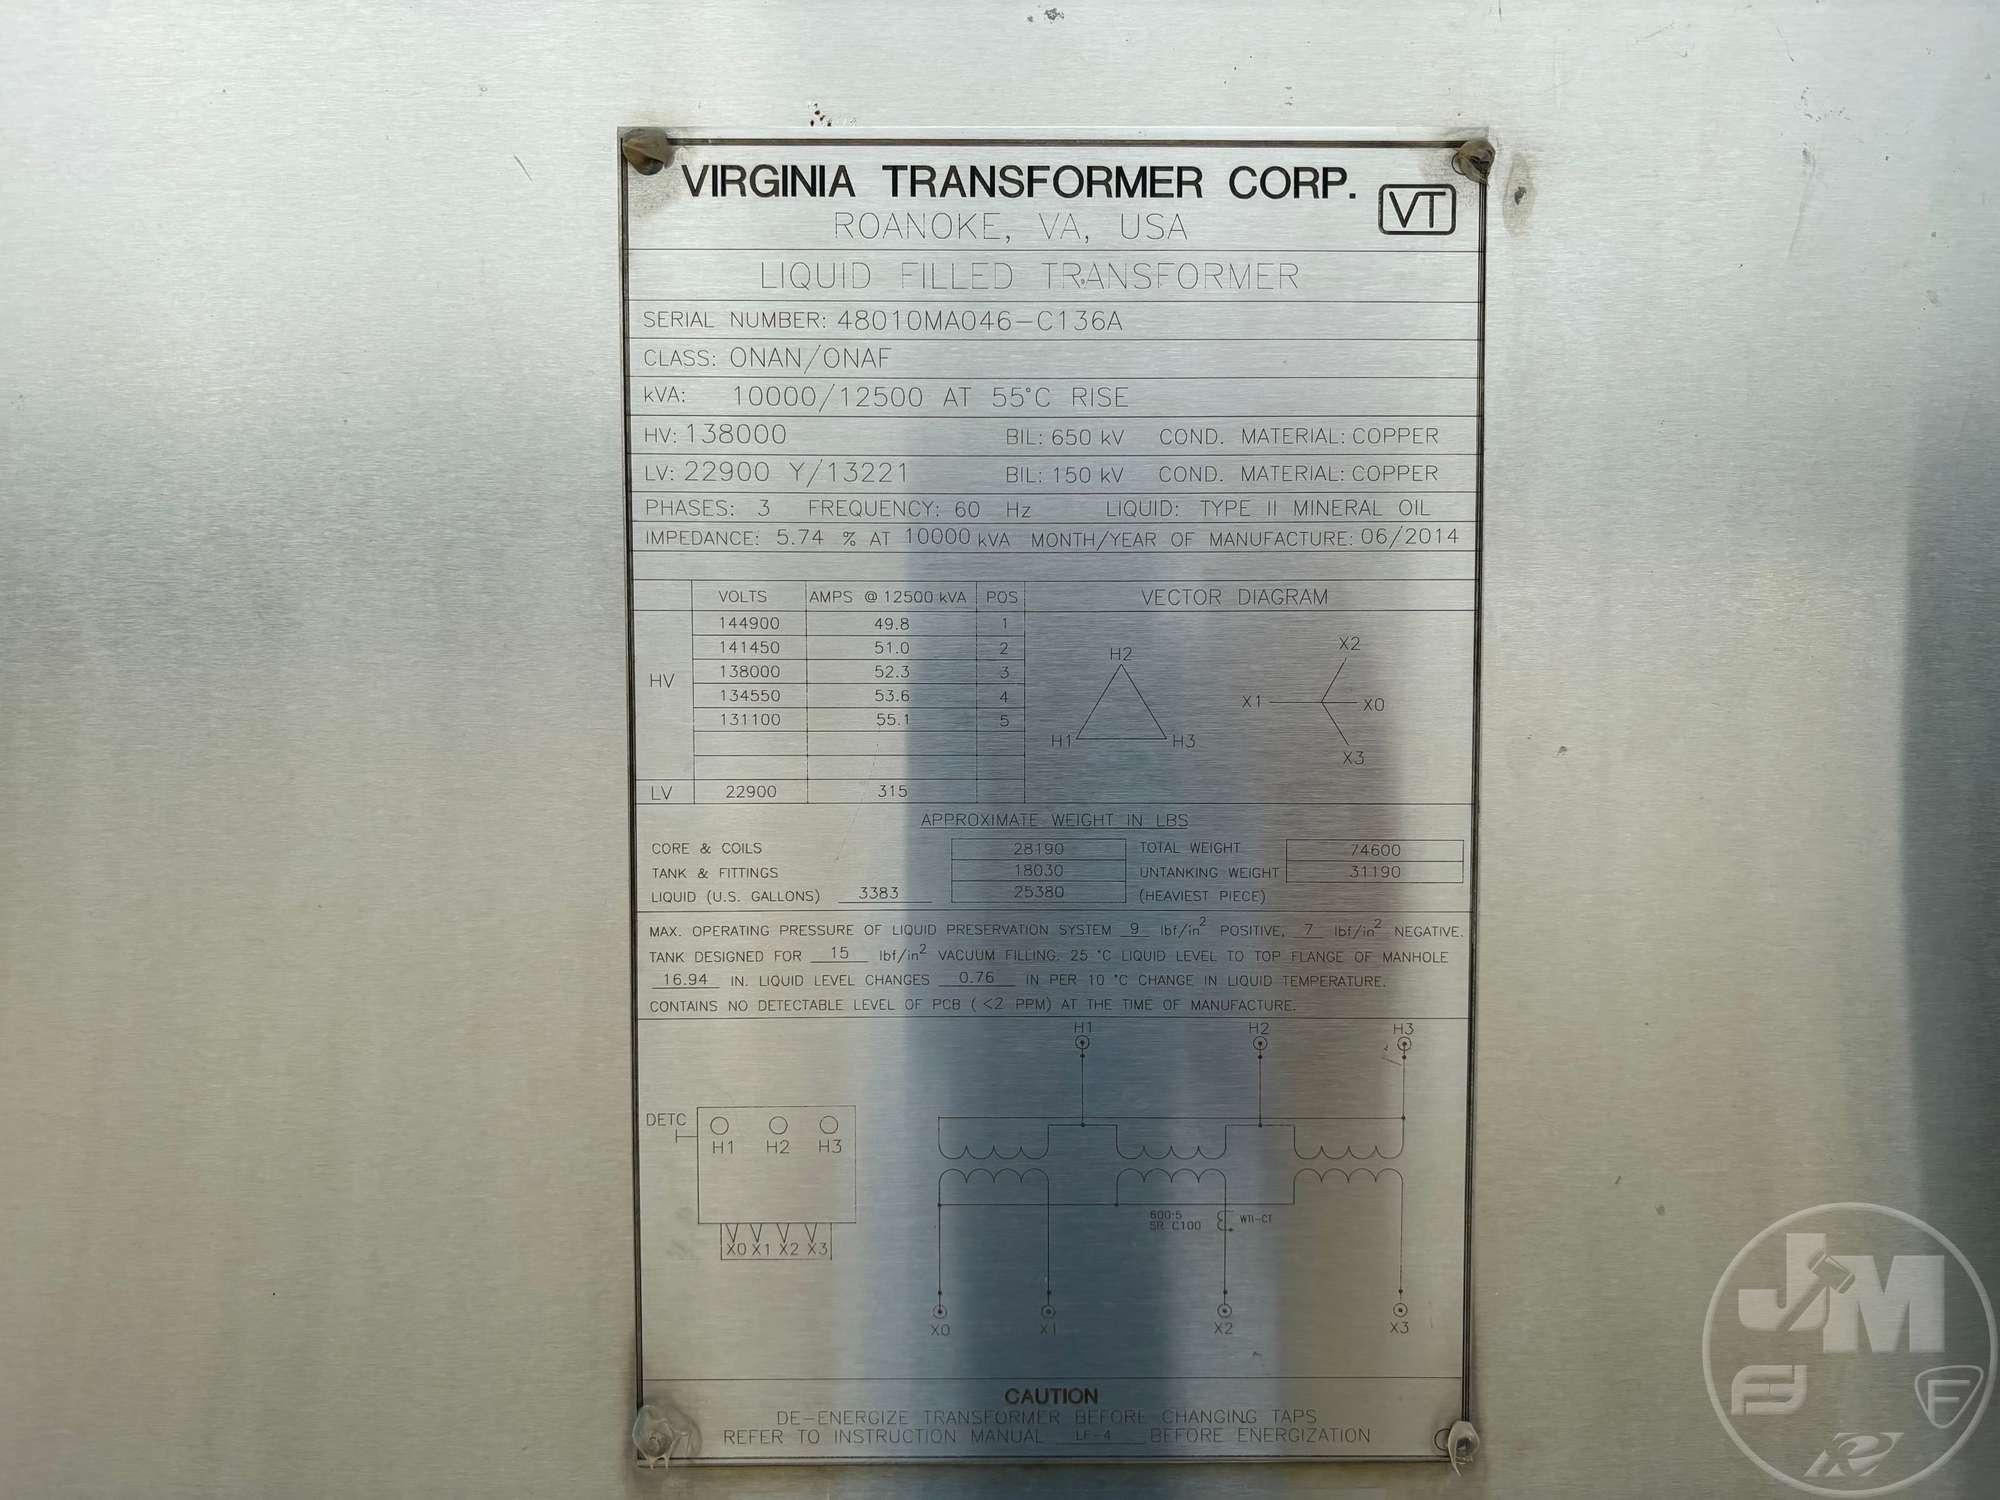 VIRGINIA TRANSFORMER CORP.
VT
ROANOKE, VA, USA
LIQUID FILLED TRANSFORMER
SERIAL NUMBER: 48010MA046-C136A
CLASS: ONAN/ONAF
kVA: 10000/12500 AT 55°C RISE
HV: 138000 BIL: 650 kV COND. MATERIAL: COPPER
LV: 22900 Y/13221 BIL: 150 kV COND. MATERIAL: COPPER
PHASES: 3 FREQUENCY: 60 Hz LIQUID: TYPE II MINERAL OIL
IMPEDANCE: 5.74 % AT 10000 kVA MONTH/YEAR OF MANUFACTURE: 06/2014
VOLTS AMPS @ 12500 kVA POS VECTOR DIAGRAM
HV
144900 49.8 1
141450 51.0 2
138000 52.3 3
134550 53.6 4
131100 55.1 5
LV 22900 315
H2
H1 H3
X2
X1 X0
X3
APPROXIMATE WEIGHT IN LBS
CORE & COILS 28190 TOTAL WEIGHT 74600
TANK & FITTINGS 18030 UNTANKING WEIGHT 31190
LIQUID (U.S. GALLONS) 3383 25380 (HEAVIEST PIECE)
MAX. OPERATING PRESSURE OF LIQUID PRESERVATION SYSTEM 9 lbf/in² POSITIVE, 7 lbf/in² NEGATIVE.
TANK DESIGNED FOR 15 lbf/in² VACUUM FILLING. 25 °C LIQUID LEVEL TO TOP FLANGE OF MANHOLE
16.94 IN. LIQUID LEVEL CHANGES 0.76 IN PER 10 °C CHANGE IN LIQUID TEMPERATURE.
CONTAINS NO DETECTABLE LEVEL OF PCB (<2 PPM) AT THE TIME OF MANUFACTURE.
H1 H2 H3
DETC
H1 H2 H3
X0 X1 X2 X3
600:5
SR C100
WTI-CT
X0 X1 X2 X3
CAUTION
DE-ENERGIZE TRANSFORMER BEFORE CHANGING TAPS
REFER TO INSTRUCTION MANUAL LF-4 BEFORE ENERGIZATION
JM
F